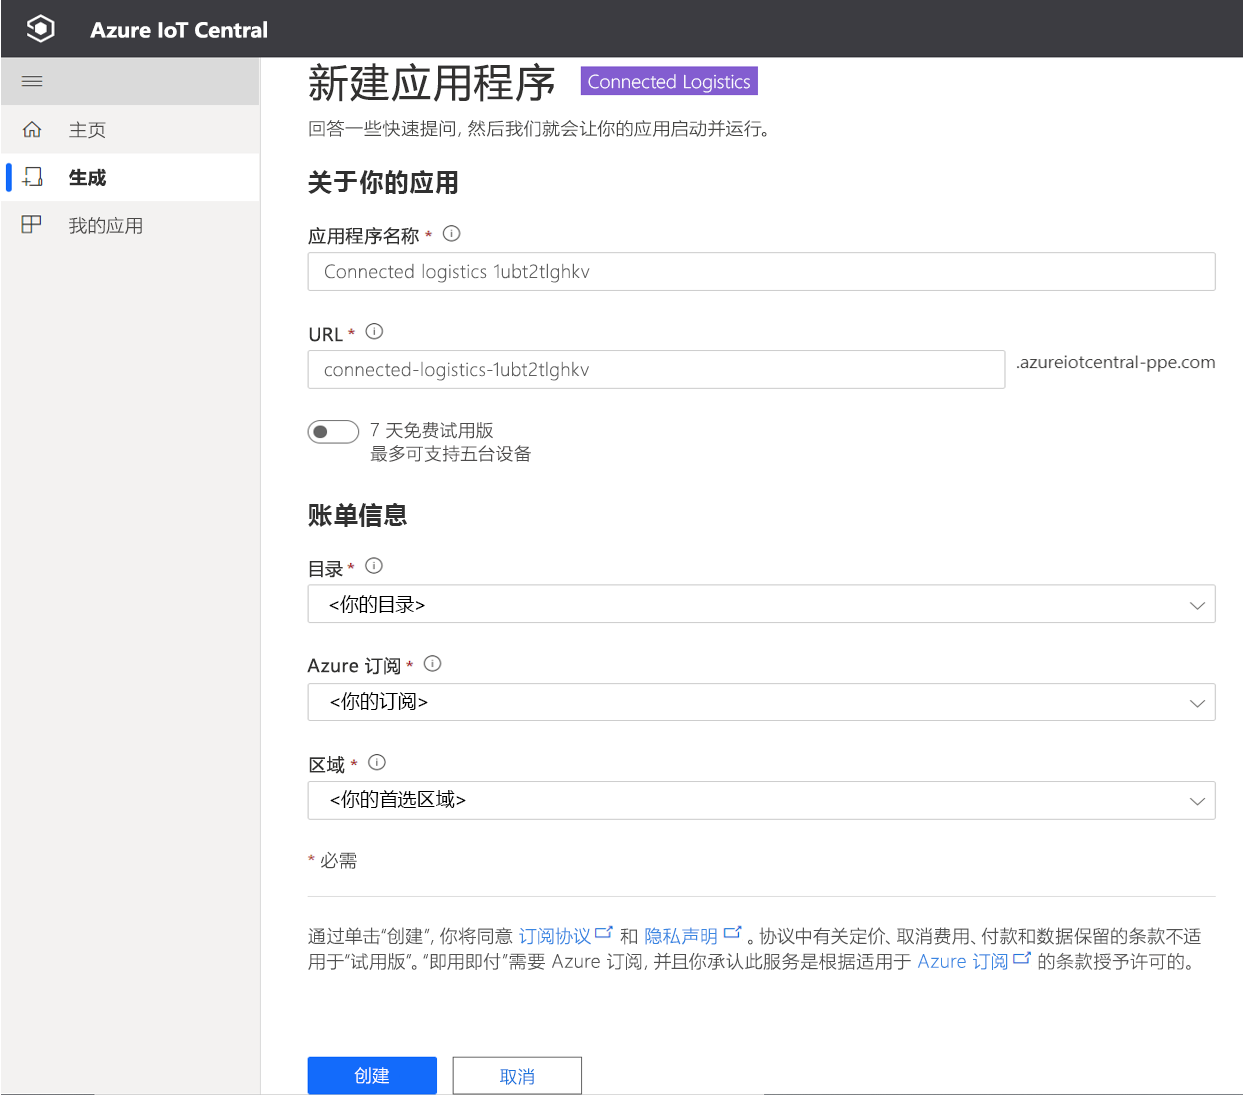 Azure IoT Central
主页
生成
我的应用
新建应用程序 Connected Logistics
回答一些快速提问, 然后我们就会让你的应用启动并运行。
关于你的应用
应用程序名称 *
Connected logistics 1ubt2tlghkv
URL *
connected-logistics-1ubt2tlghkv .azureiotcentral-ppe.com
7 天免费试用版
最多可支持五台设备
账单信息
目录 *
<你的目录>
Azure 订阅 *
<你的订阅>
区域 *
<你的首选区域>
* 必需
通过单击“创建”, 你将同意 订阅协议 和 隐私声明 。协议中有关定价、取消费用、付款和数据保留的条款不适
用于“试用版”。“即用即付”需要 Azure 订阅, 并且你承认此服务是根据适用于 Azure 订阅 的条款授予许可的。
创建 取消